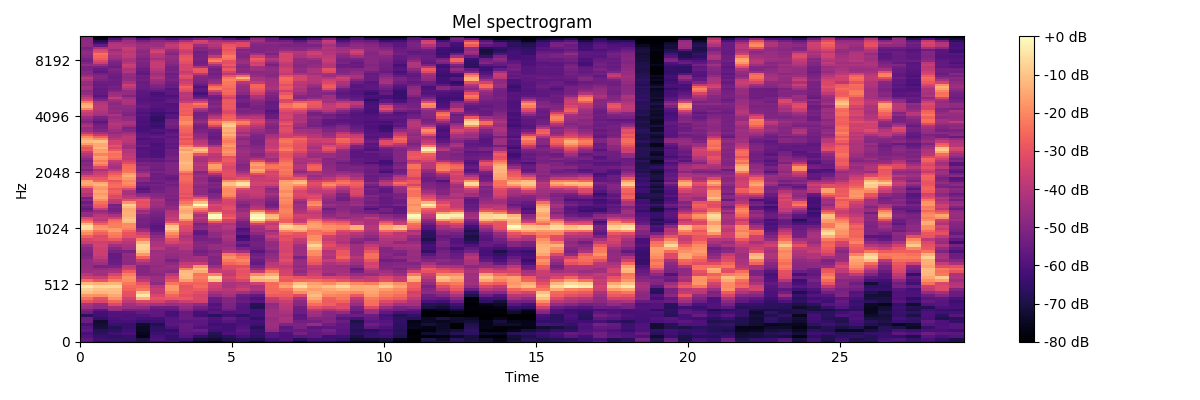 Mel spectrogram
Hz
8192
4096
2048
1024
512
0
0 5 10 15 20 25
Time
+0 dB
-10 dB
-20 dB
-30 dB
-40 dB
-50 dB
-60 dB
-70 dB
-80 dB